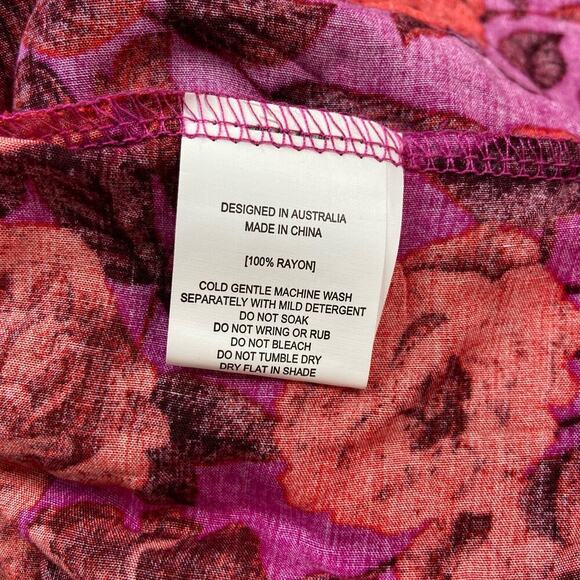 DESIGNED IN AUSTRALIA
MADE IN CHINA
[100% RAYON]
COLD GENTLE MACHINE WASH
SEPARATELY WITH MILD DETERGENT
DO NOT SOAK
DO NOT WRING OR RUB
DO NOT BLEACH
DO NOT TUMBLE DRY
DRY FLAT IN SHADE